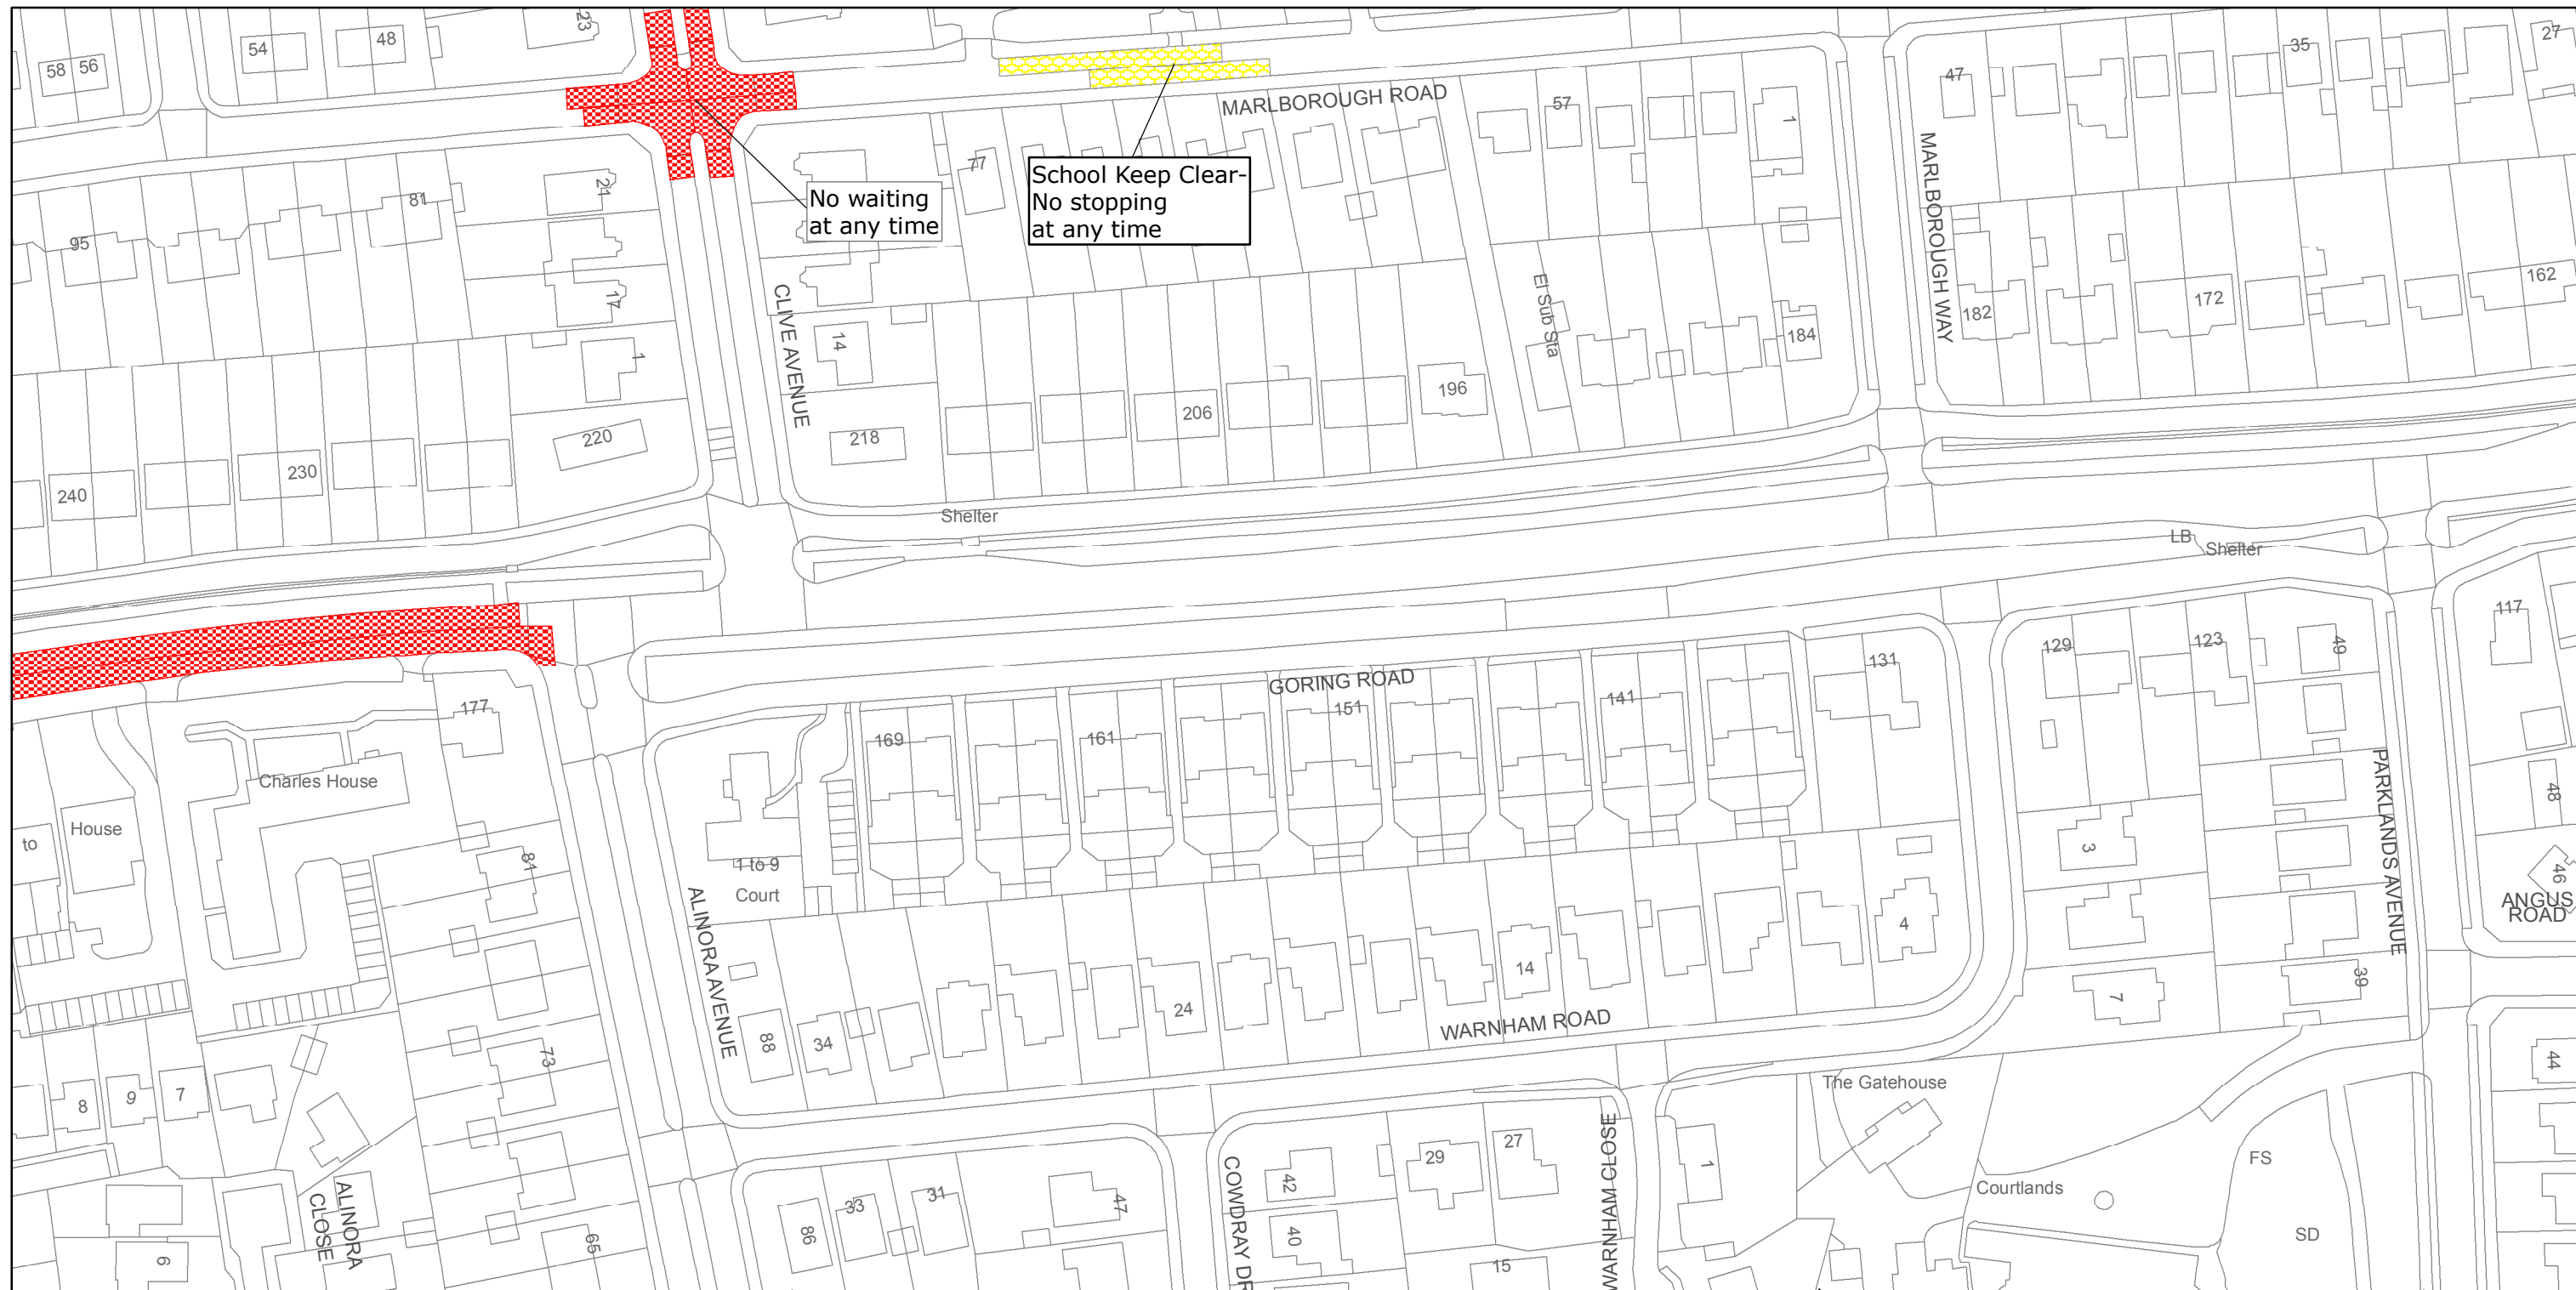 23
54
48
58
56
27
35
47
57
1
MARLBOROUGH ROAD
77
School Keep Clear-
No stopping
at any time
No waiting
at any time
MARLBOROUGH WAY
21
81
95
17
162
172
182
El Sub Sta
184
CLIVE AVENUE
14
1
196
206
218
220
230
240
Shelter
LB
Shelter
117
129
123
49
131
GORING ROAD
151
141
161
169
177
Charles House
House
to
PARKLANDS AVENUE
48
46
ANGUS
ROAD
3
81
1 to 9
Court
ALINORA AVENUE
4
14
24
7
39
WARNHAM ROAD
88
34
73
44
8
9
7
The Gatehouse
WARNHAM CLOSE
27
29
1
42
FS
Courtlands
ALINORA
CLOSE
COWDRAY DR
47
31
33
86
65
40
SD
6
15